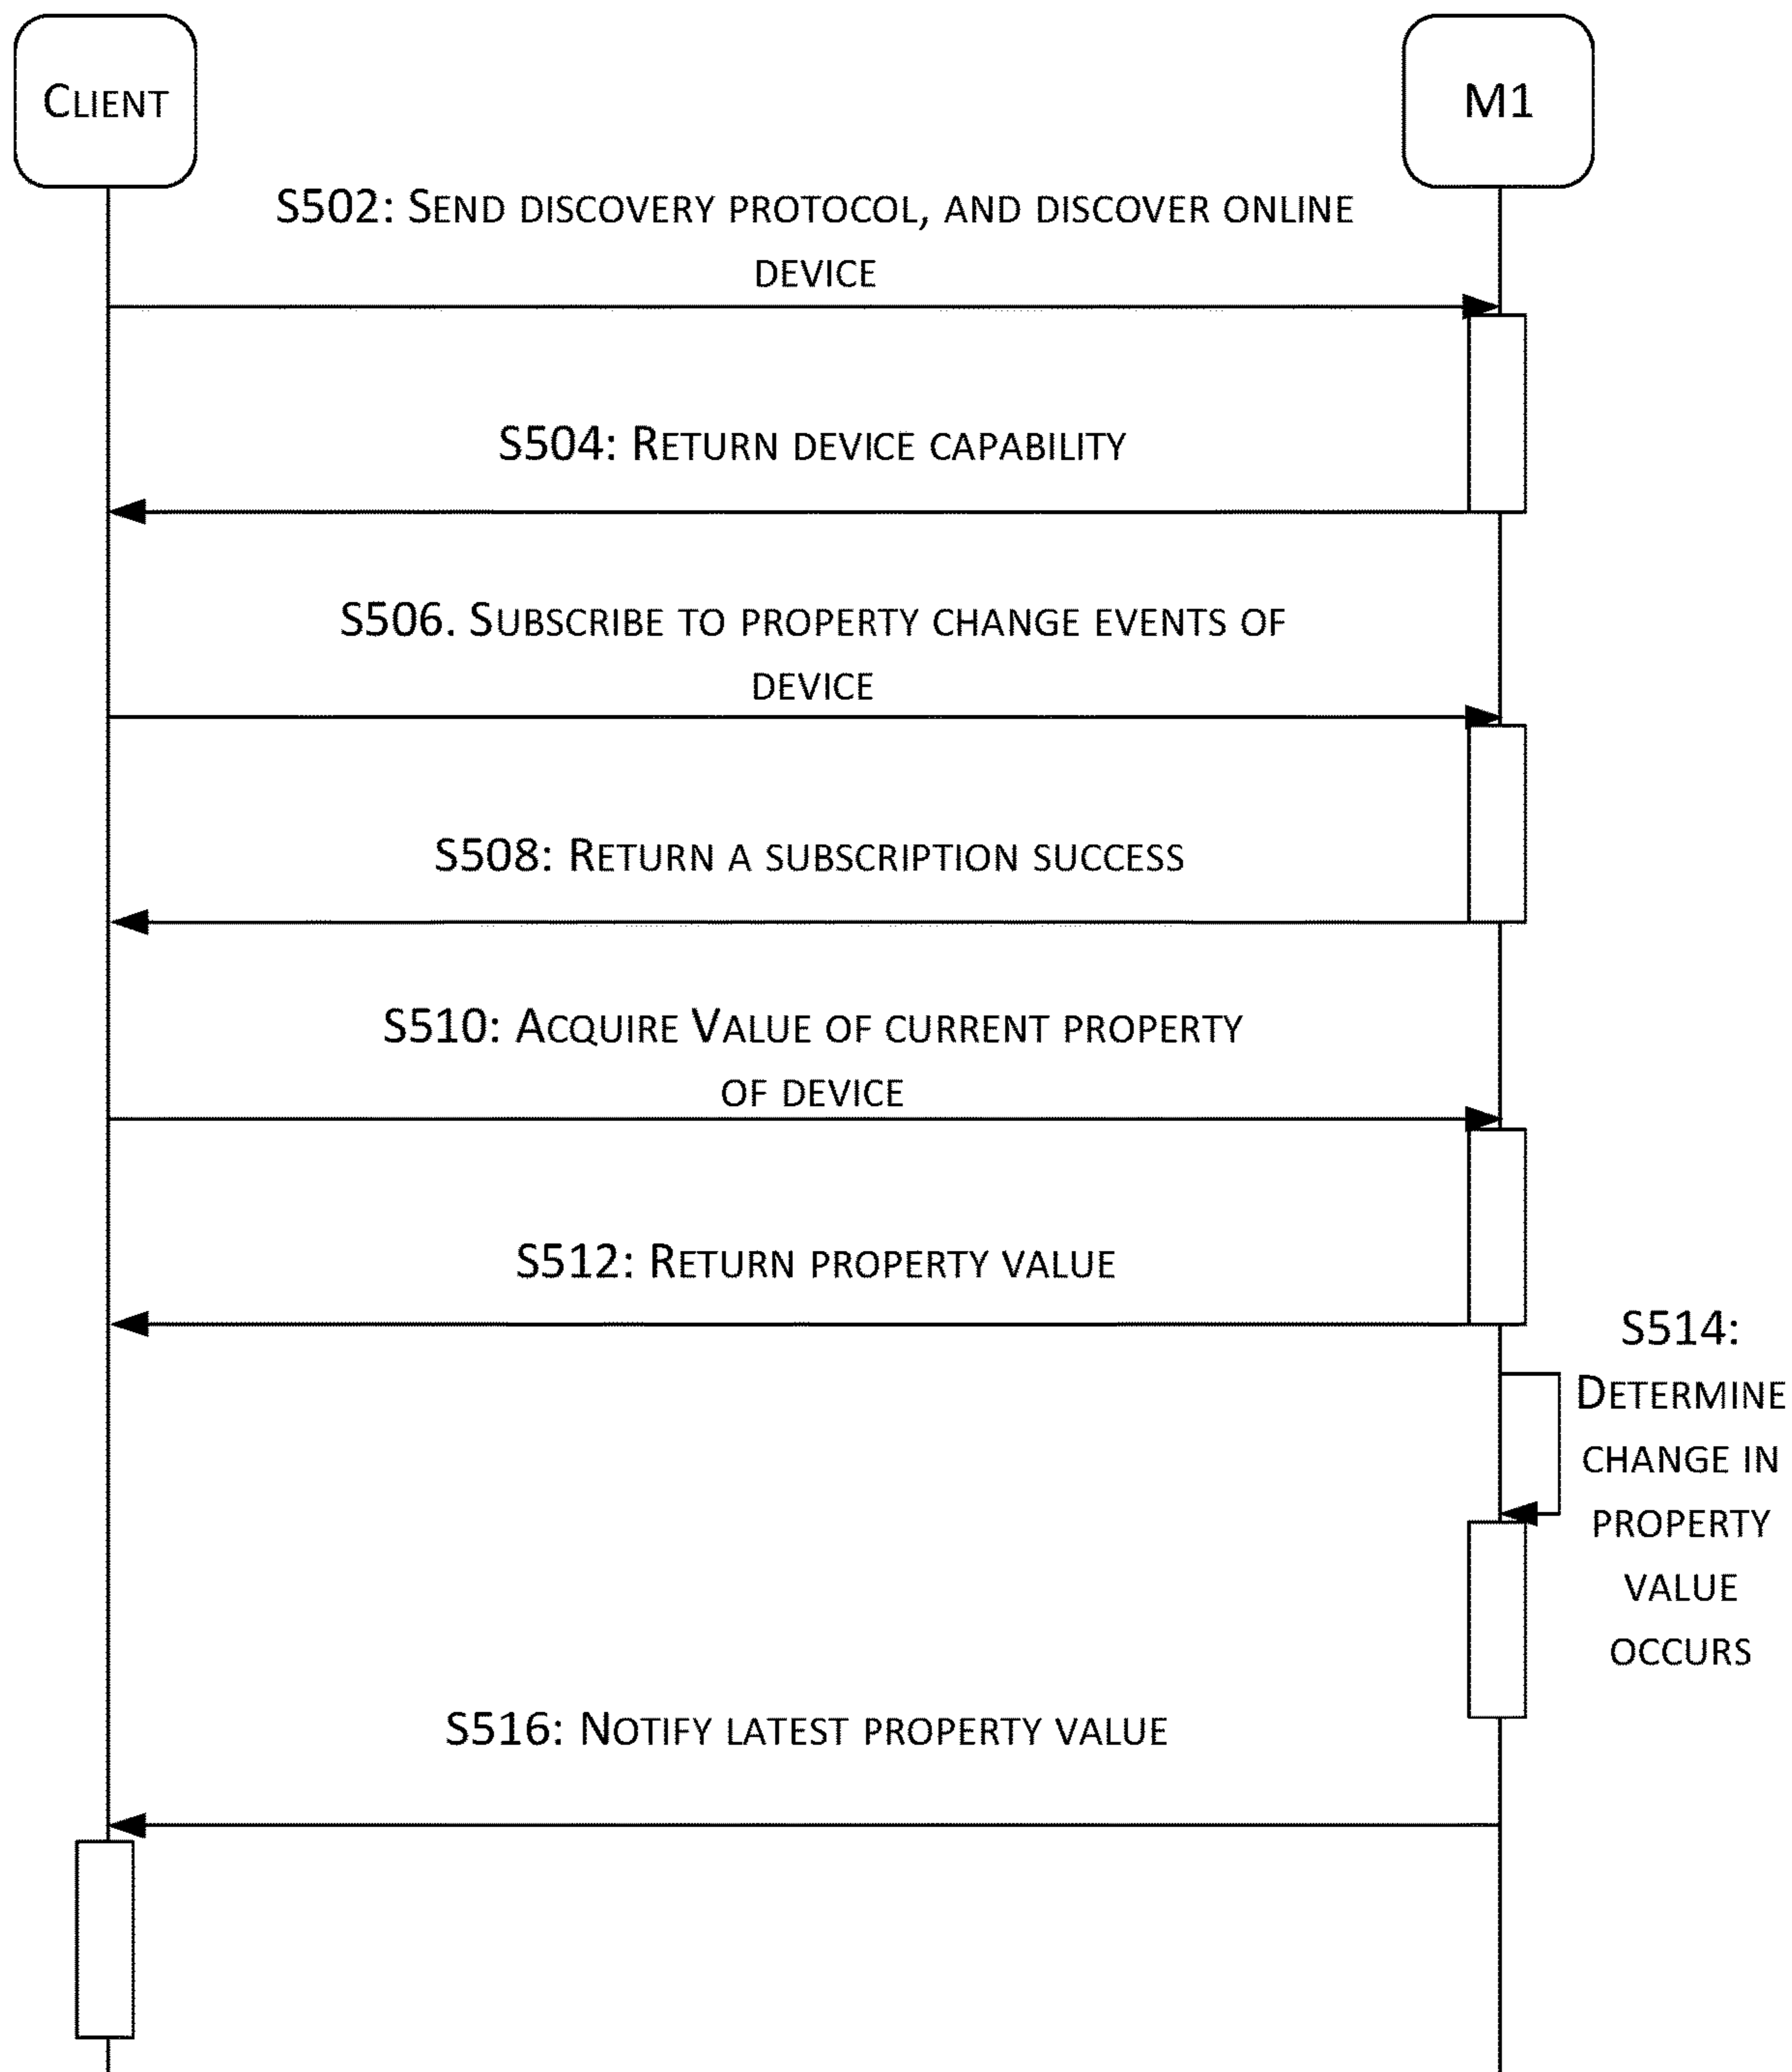 CLIENT
M1
S502: SEND DISCOVERY PROTOCOL, AND DISCOVER ONLINE
DEVICE
S504: RETURN DEVICE CAPABILITY
S506. SUBSCRIBE TO PROPERTY CHANGE EVENTS OF
DEVICE
S508: RETURN A SUBSCRIPTION SUCCESS
S510: ACQUIRE VALUE OF CURRENT PROPERTY
OF DEVICE
S512: RETURN PROPERTY VALUE
S514:
DETERMINE
CHANGE IN
PROPERTY
VALUE
OCCURS
S516: NOTIFY LATEST PROPERTY VALUE